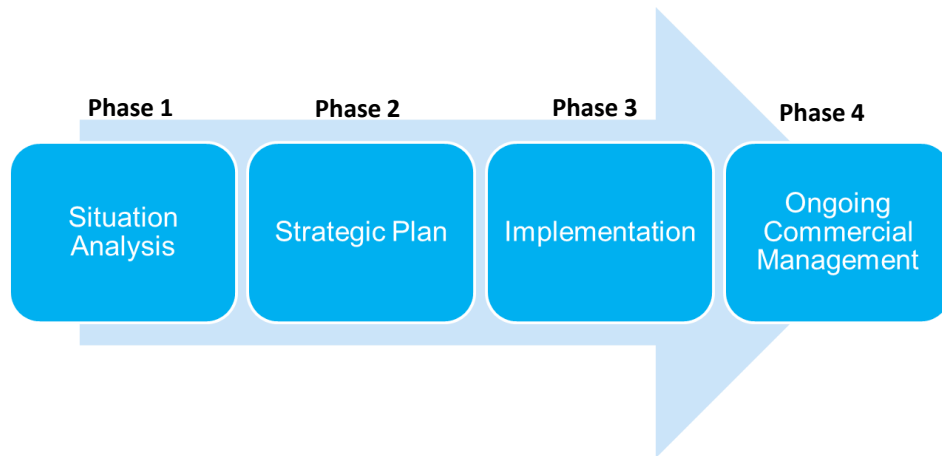 Phase 1
Phase 2
Phase 3
Phase 4
Situation
Analysis
Strategic Plan
Implementation
Ongoing
Commercial
Management